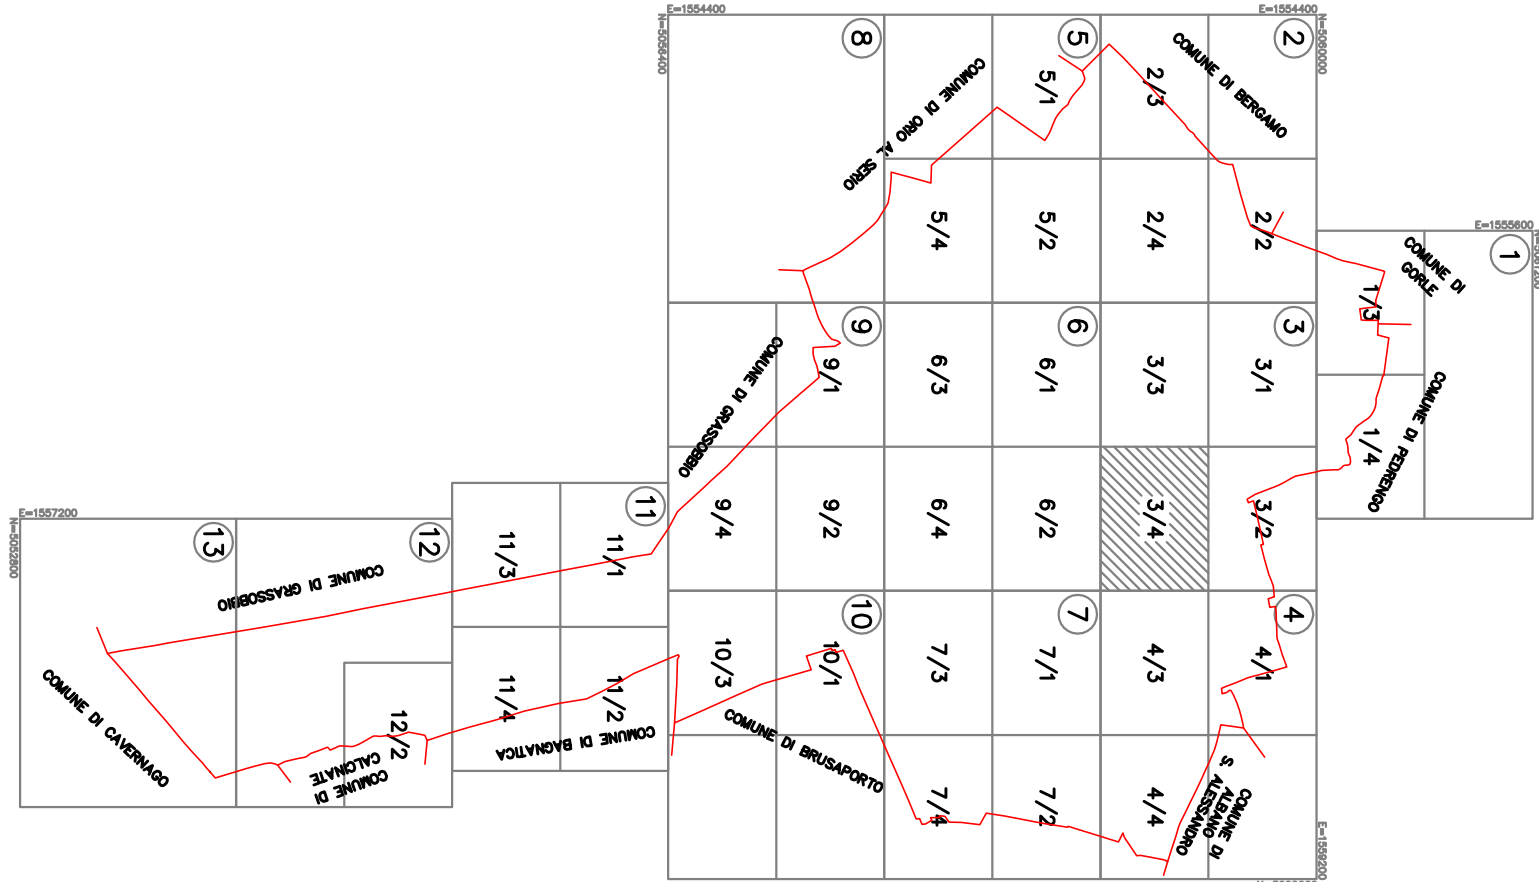 E=1555600
1
COMUNE DI
GORLE
1/3
1/4
COMUNE DI PEDRENGO
E=1554400
N=5060000
2
COMUNE DI BERGAMO
2/2
2/3
2/4
3
3/1
3/2
3/3
3/4
4
4/1
4/3
4/4
COMUNE DI
ALBANO
S. ALESSANDRO
E=1559200
5
5/1
5/2
5/4
6
6/1
6/2
6/3
6/4
7
7/1
7/2
7/3
7/4
E=1554400
N=5056400
8
COMUNE DI ORIO AL SERIO
9
9/1
9/2
9/4
COMUNE DI GRASSOBBIO
10
10/1
10/3
COMUNE DI BRUSAPORTO
11
11/1
11/2
11/3
11/4
COMUNE DI BAGNATICA
12
12/2
COMUNE DI
CALCINATE
COMUNE DI GRASSOBBIO
13
COMUNE DI CAVERNAGO
E=1557200
N=5052800